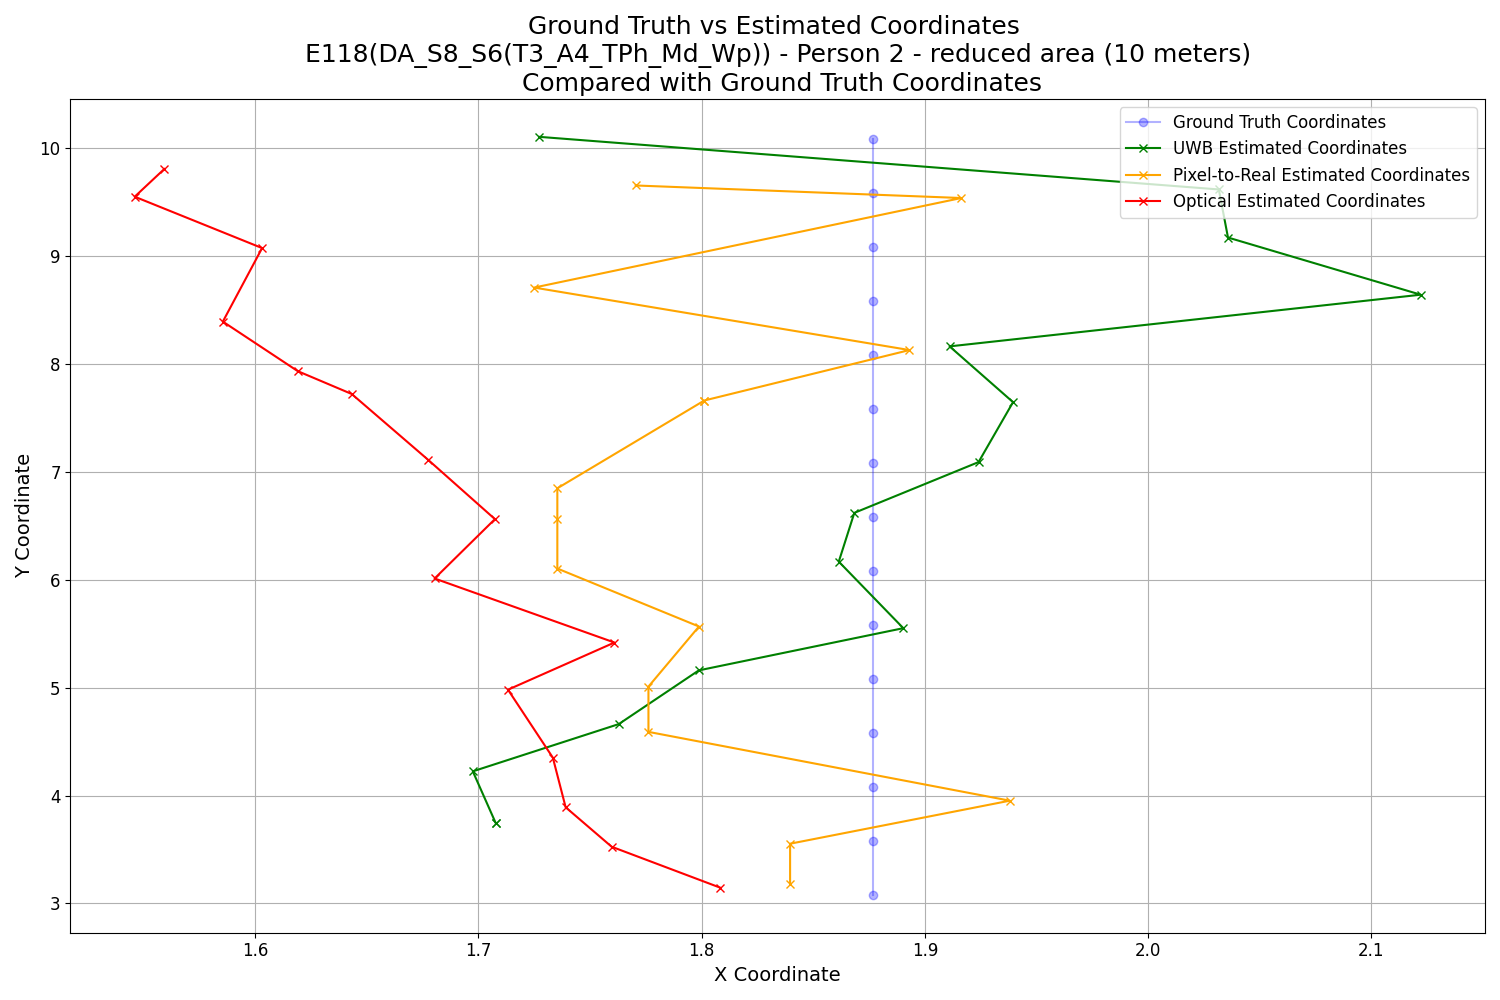 Ground Truth vs Estimated Coordinates
E118(DA_S8_S6(T3_A4_TPh_Md_Wp)) - Person 2 - reduced area (10 meters)
Compared with Ground Truth Coordinates
Ground Truth Coordinates
UWB Estimated Coordinates
Pixel-to-Real Estimated Coordinates
Optical Estimated Coordinates
Y Coordinate
10
9
8
7
6
5
4
3
1.6 1.7 1.8 1.9 2.0 2.1
X Coordinate